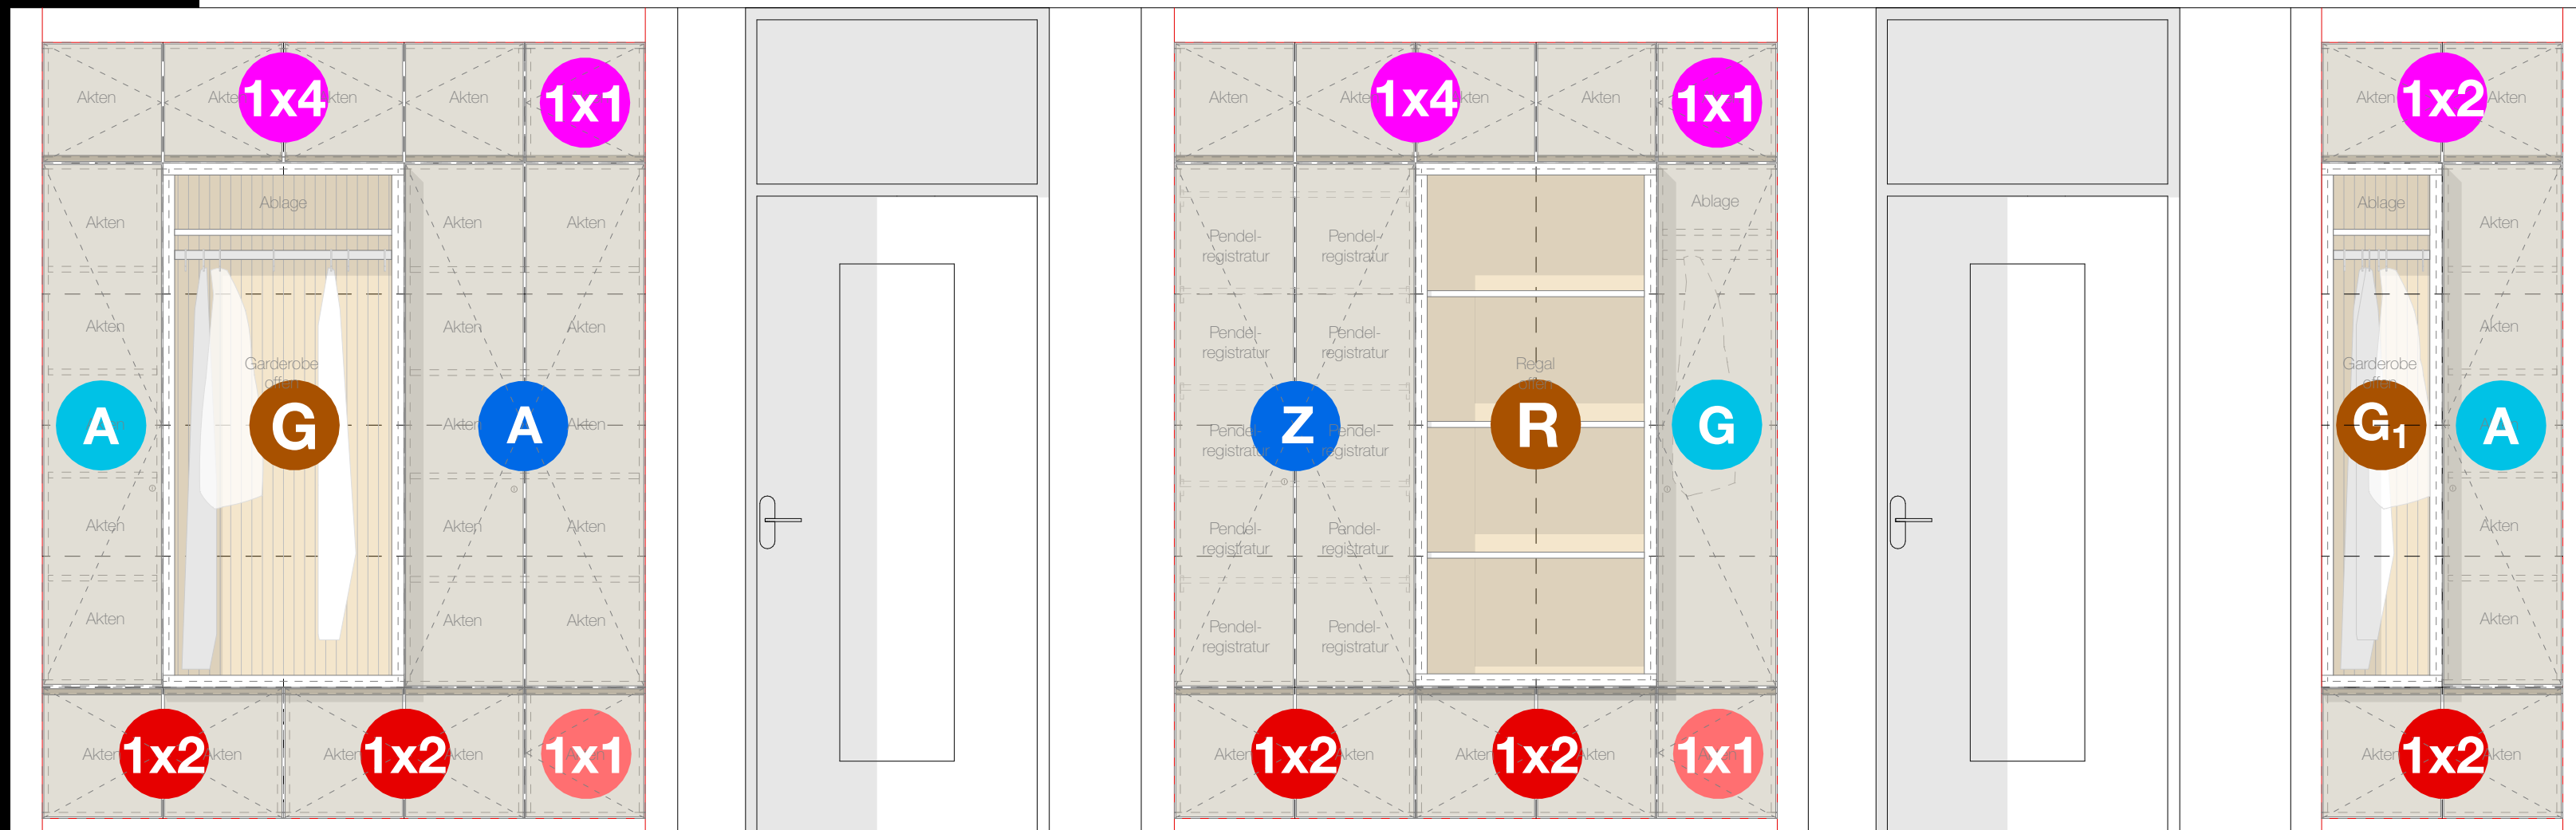 Akten Akten 1x4 Akten Akten 1x1
Ablage
Akten Akten Akten
Akten Akten Akten
Garderobe
offen
A G Akten A Akten
Akten Akten Akten
Akten Akten Akten
Akten 1x2 Akten Akten 1x2 Akten 1x1
Akten Akten 1x4 Akten Akten 1x1
Ablage
Pendel-
registratur
Pendel-
registratur
Pendel-
registratur
Pendel-
registratur
Regal
offen
Z R G
Pendel-
registratur
Pendel-
registratur
Pendel-
registratur
Pendel-
registratur
Pendel-
registratur
Pendel-
registratur
Akten 1x2 Akten Akten 1x2 Akten 1x1
Akten 1x2 Akten
Ablage
Akten
Akten
Garderobe
offen
G1 A
Akten
Akten
Akten 1x2 Akten